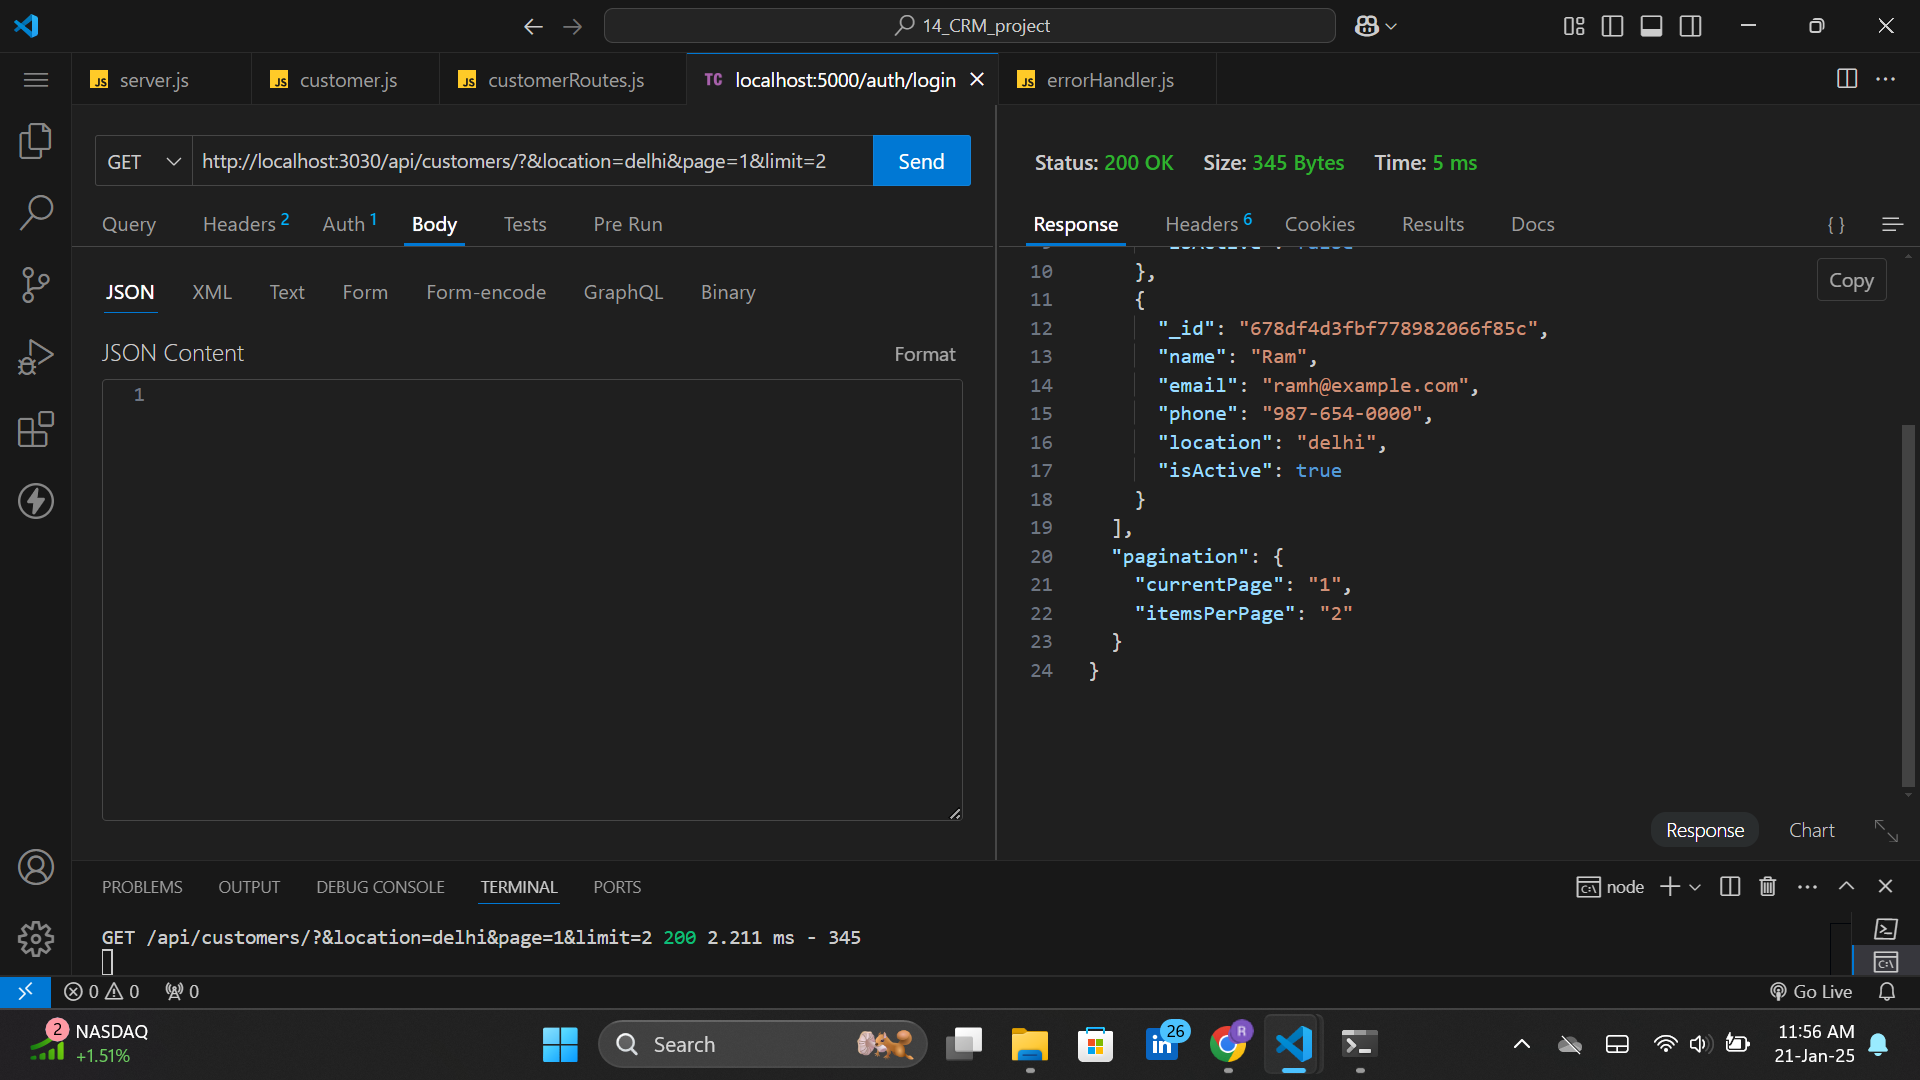 14_CRM_project
JS server.js
JS customer.js
JS customerRoutes.js
TC localhost:5000/auth/login
JS errorHandler.js
GET
http://localhost:3030/api/customers/?&location=delhi&page=1&limit=2
Send
Query
Headers 2
Auth 1
Body
Tests
Pre Run
JSON
XML
Text
Form
Form-encode
GraphQL
Binary
JSON Content
Format
1
Status: 200 OK
Size: 345 Bytes
Time: 5 ms
Response
Headers 6
Cookies
Results
Docs
{ }
Copy
9 "isActive": false
10 },
11 {
12 "_id": "678df4d3fbf778982066f85c",
13 "name": "Ram",
14 "email": "ramh@example.com",
15 "phone": "987-654-0000",
16 "location": "delhi",
17 "isActive": true
18 }
19 ],
20 "pagination": {
21 "currentPage": "1",
22 "itemsPerPage": "2"
23 }
24 }
Response
Chart
PROBLEMS
OUTPUT
DEBUG CONSOLE
TERMINAL
PORTS
node
GET /api/customers/?&location=delhi&page=1&limit=2 200 2.211 ms - 345
0
0
0
Go Live
2
NASDAQ
+1.51%
Search
in
26
R
11:56 AM
21-Jan-25